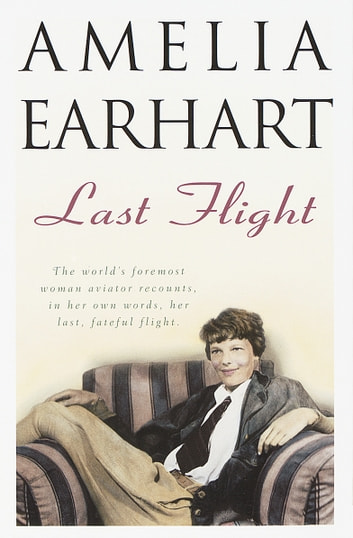 AMELIA
EARHART
Last Flight
The world's foremost
woman aviator recounts,
in her own words, her
last, fateful flight.